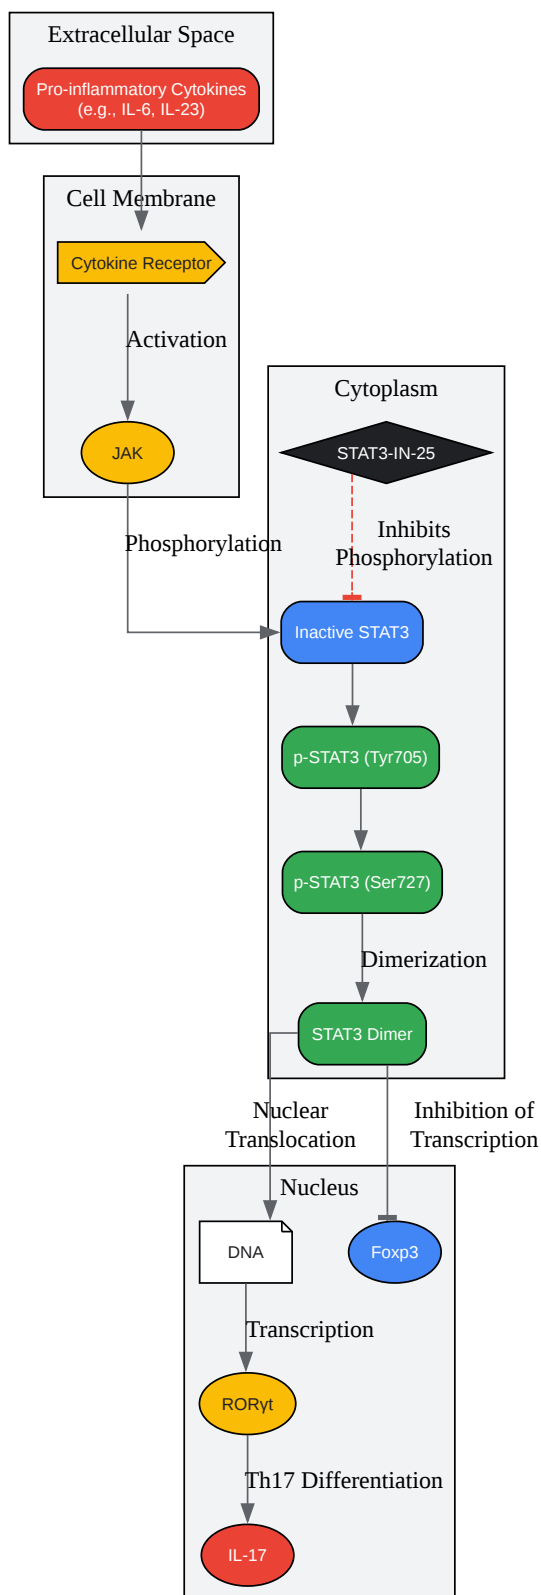 Extracellular Space
Pro-inflammatory Cytokines
(e.g., IL-6, IL-23)
Cell Membrane
Cytokine Receptor
Activation
JAK
Phosphorylation
Cytoplasm
STAT3-IN-25
Inhibits
Phosphorylation
Inactive STAT3
p-STAT3 (Tyr705)
p-STAT3 (Ser727)
Dimerization
STAT3 Dimer
Nuclear
Translocation
Inhibition of
Transcription
Nucleus
DNA
Foxp3
Transcription
RORγt
Th17 Differentiation
IL-17